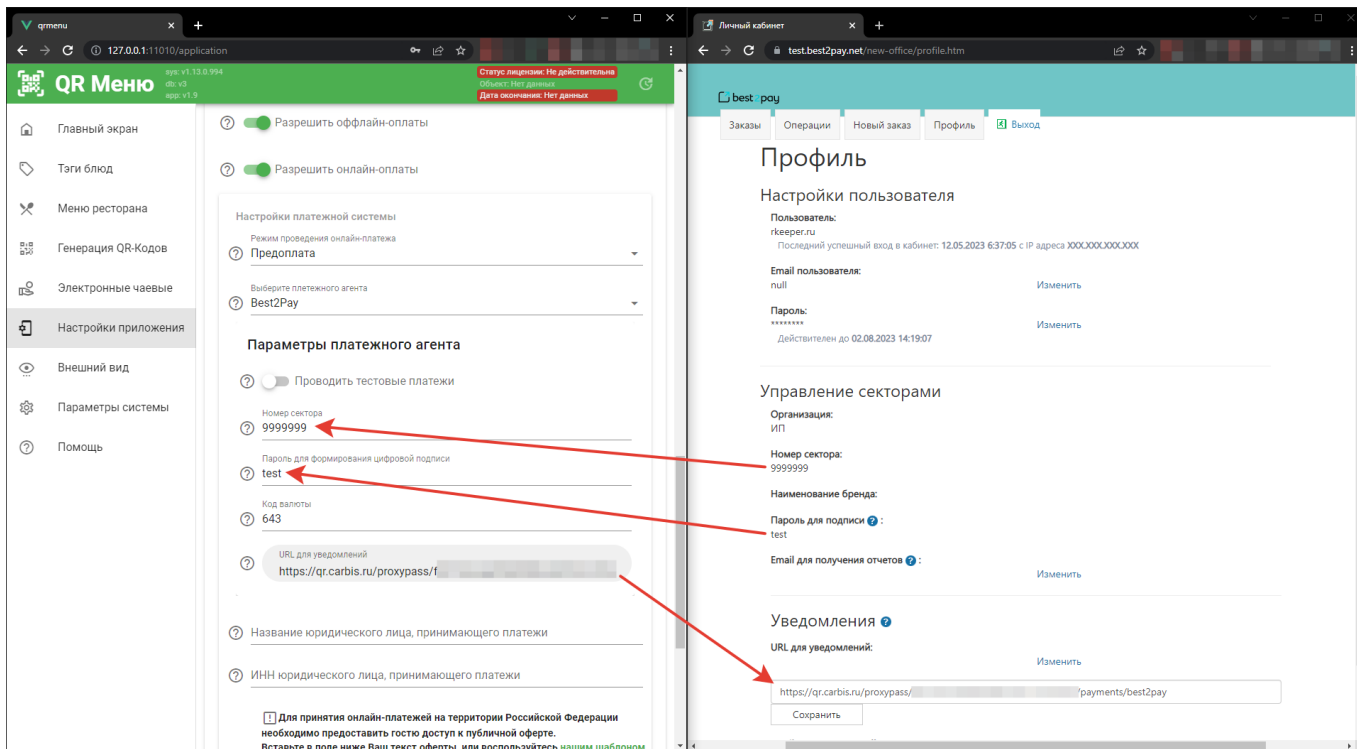 qrmenu
127.0.0.1:11010/application
QR Меню
sys: v1.13.0.994
db: v3
app: v1.9
Статус лицензии: Не действительна
Объект: Нет данных
Дата окончания: Нет данных
Главный экран
Тэги блюд
Меню ресторана
Генерация QR-Кодов
Электронные чаевые
Настройки приложения
Внешний вид
Параметры системы
Помощь
Разрешить оффлайн-оплаты
Разрешить онлайн-оплаты
Настройки платежной системы
Режим проведения онлайн-платежа
Предоплата
Выберите плетежного агента
Best2Pay
Параметры платежного агента
Проводить тестовые платежи
Номер сектора
9999999
Пароль для формирования цифровой подписи
test
Код валюты
643
URL для уведомлений
https://qr.carbis.ru/proxypass/f
Название юридического лица, принимающего платежи
ИНН юридического лица, принимающего платежи
Для принятия онлайн-платежей на территории Российской Федерации
необходимо предоставить гостю доступ к публичной оферте.
Вставьте в поле ниже Ваш текст оферты, или воспользуйтесь нашим шаблоном
Личный кабинет
test.best2pay.net/new-office/profile.htm
best2pay
Заказы
Операции
Новый заказ
Профиль
Выход
Профиль
Настройки пользователя
Пользователь:
rkeeper.ru
Последний успешный вход в кабинет: 12.05.2023 6:37:05 с IP адреса XXX.XXX.XXX.XXX
Email пользователя:
null
Изменить
Пароль:
********
Изменить
Действителен до 02.08.2023 14:19:07
Управление секторами
Организация:
ИП
Номер сектора:
9999999
Наименование бренда:
Пароль для подписи ? :
test
Email для получения отчетов ? :
Изменить
Уведомления ?
URL для уведомлений:
Изменить
https://qr.carbis.ru/proxypass/ /payments/best2pay
Сохранить